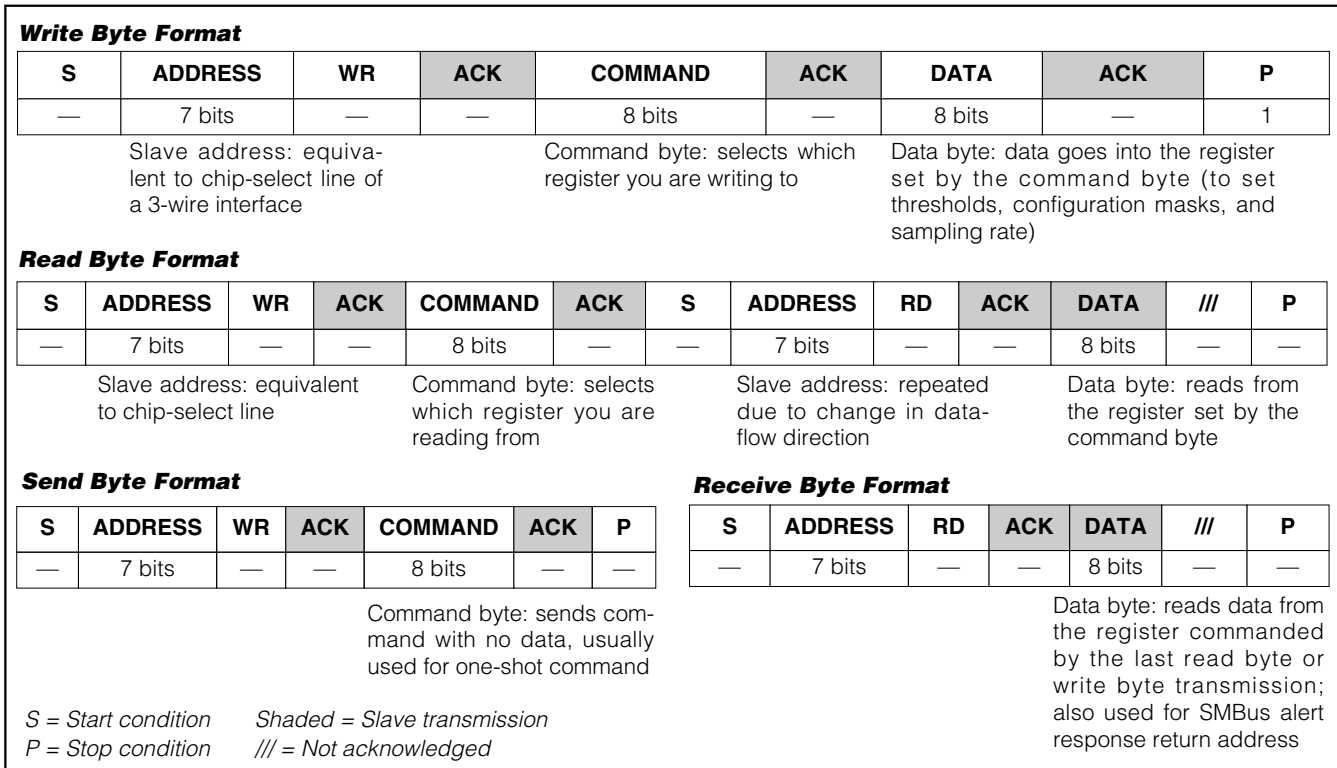 Write Byte Format
S ADDRESS WR ACK COMMAND ACK DATA ACK P
— 7 bits — — 8 bits — 8 bits — 1
Slave address: equiva-
lent to chip-select line of
a 3-wire interface
Command byte: selects which
register you are writing to
Data byte: data goes into the register
set by the command byte (to set
thresholds, configuration masks, and
sampling rate)
Read Byte Format
S ADDRESS WR ACK COMMAND ACK S ADDRESS RD ACK DATA /// P
— 7 bits — — 8 bits — — 7 bits — — 8 bits — —
Slave address: equivalent
to chip-select line
Command byte: selects
which register you are
reading from
Slave address: repeated
due to change in data-
flow direction
Data byte: reads from
the register set by the
command byte
Send Byte Format
S ADDRESS WR ACK COMMAND ACK P
— 7 bits — — 8 bits — —
Command byte: sends com-
mand with no data, usually
used for one-shot command
Receive Byte Format
S ADDRESS RD ACK DATA /// P
— 7 bits — — 8 bits — —
Data byte: reads data from
the register commanded
by the last read byte or
write byte transmission;
also used for SMBus alert
response return address
S = Start condition Shaded = Slave transmission
P = Stop condition /// = Not acknowledged